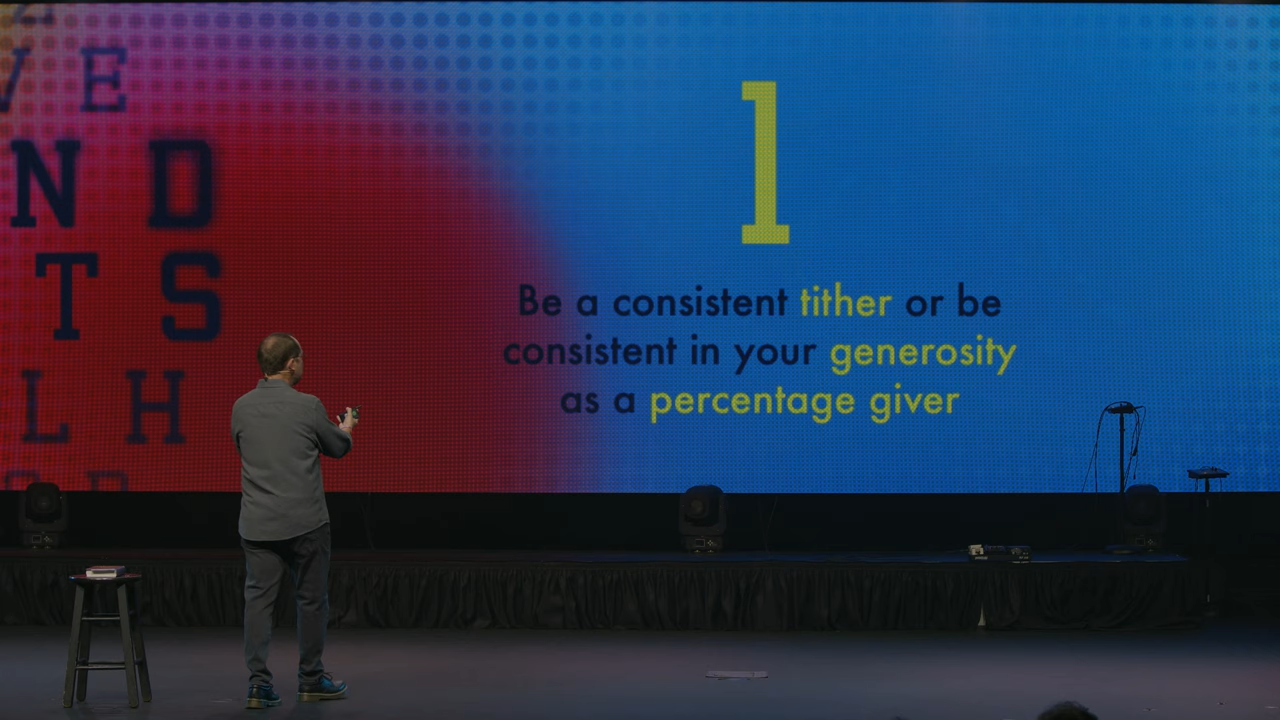 V E
N D
T S
L H
1
Be a consistent tither or be
consistent in your generosity
as a percentage giver